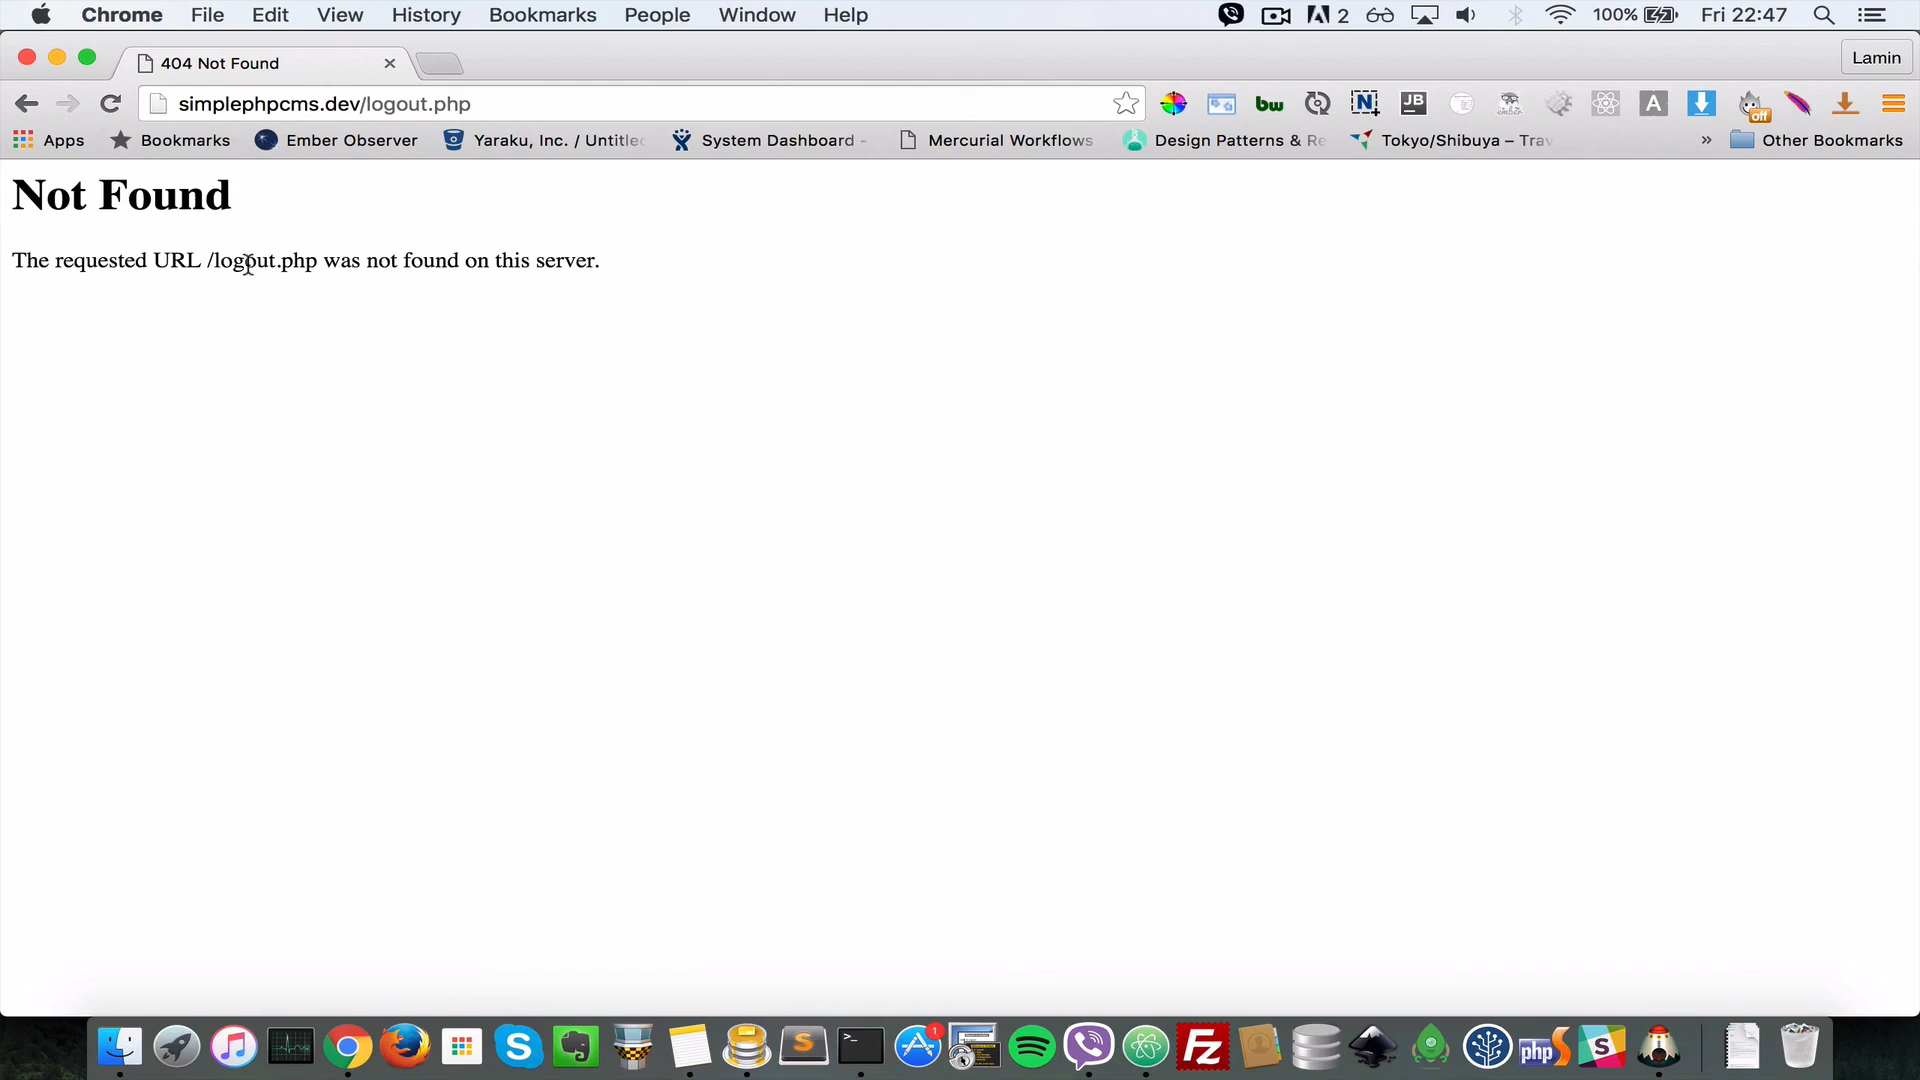 Chrome File Edit View History Bookmarks People Window Help 2 100% Fri 22:47
404 Not Found Lamin
simplephpcms.dev/logout.php bw N JB A off
Apps Bookmarks Ember Observer Yaraku, Inc. / Untitle System Dashboard - Mercurial Workflows Design Patterns & Re Tokyo/Shibuya – Trav » Other Bookmarks
Not Found
The requested URL /logout.php was not found on this server.
S S >_ 1 FZ php S